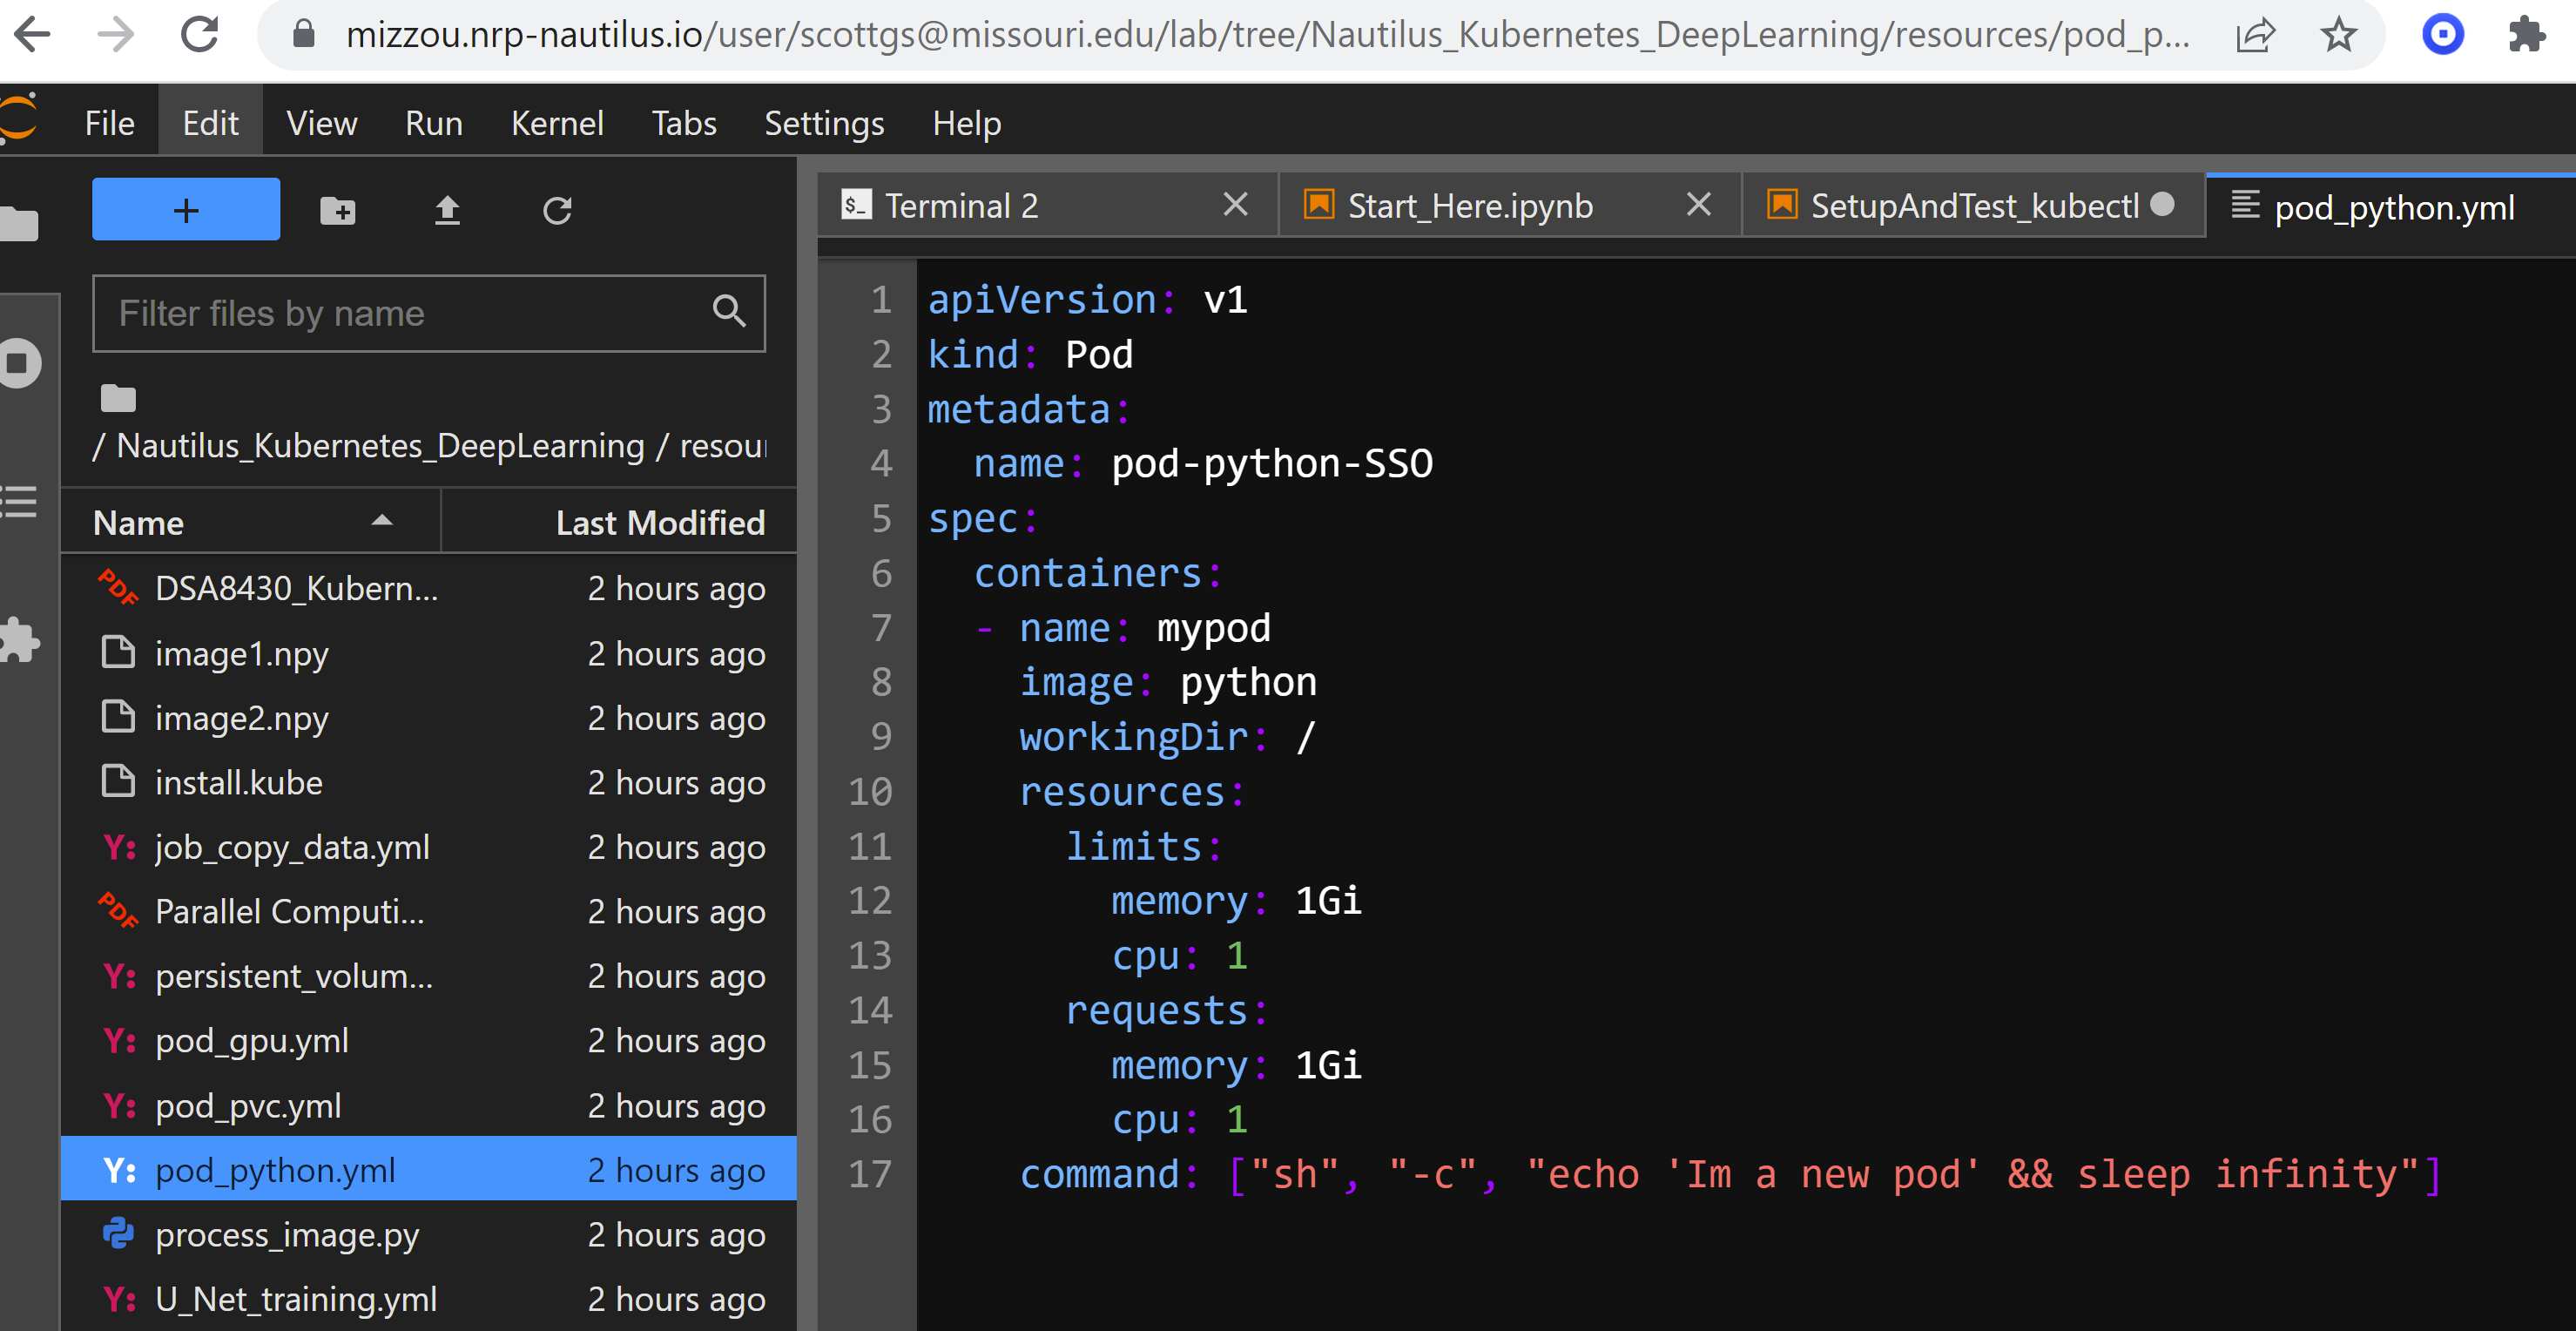 mizzou.nrp-nautilus.io/user/scottgs@missouri.edu/lab/tree/Nautilus_Kubernetes_DeepLearning/resources/pod_p...
File Edit View Run Kernel Tabs Settings Help
+
Filter files by name
/ Nautilus_Kubernetes_DeepLearning / resour
Name Last Modified
DSA8430_Kubern... 2 hours ago
image1.npy 2 hours ago
image2.npy 2 hours ago
install.kube 2 hours ago
Y: job_copy_data.yml 2 hours ago
Parallel Computi... 2 hours ago
Y: persistent_volum... 2 hours ago
Y: pod_gpu.yml 2 hours ago
Y: pod_pvc.yml 2 hours ago
Y: pod_python.yml 2 hours ago
process_image.py 2 hours ago
Y: U_Net_training.yml 2 hours ago
$_ Terminal 2 Start_Here.ipynb SetupAndTest_kubectl pod_python.yml
1 apiVersion: v1
2 kind: Pod
3 metadata:
4   name: pod-python-SSO
5 spec:
6   containers:
7   - name: mypod
8     image: python
9     workingDir: /
10     resources:
11       limits:
12         memory: 1Gi
13         cpu: 1
14       requests:
15         memory: 1Gi
16         cpu: 1
17     command: ["sh", "-c", "echo 'Im a new pod' && sleep infinity"]